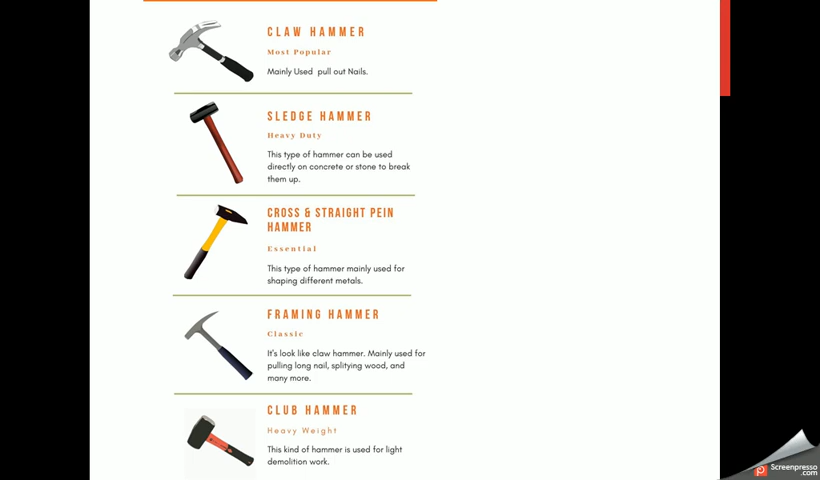 CLAW HAMMER
Most Popular
Mainly Used pull out Nails.
SLEDGE HAMMER
Heavy Duty
This type of hammer can be used
directly on concrete or stone to break
them up.
CROSS & STRAIGHT PEIN
HAMMER
Essential
This type of hammer mainly used for
shaping different metals.
FRAMING HAMMER
Classic
It's look like claw hammer. Mainly used for
pulling long nail, splitying wood, and
many more.
CLUB HAMMER
Heavy Weight
This kind of hammer is used for light
demolition work.
Screenpresso
.com